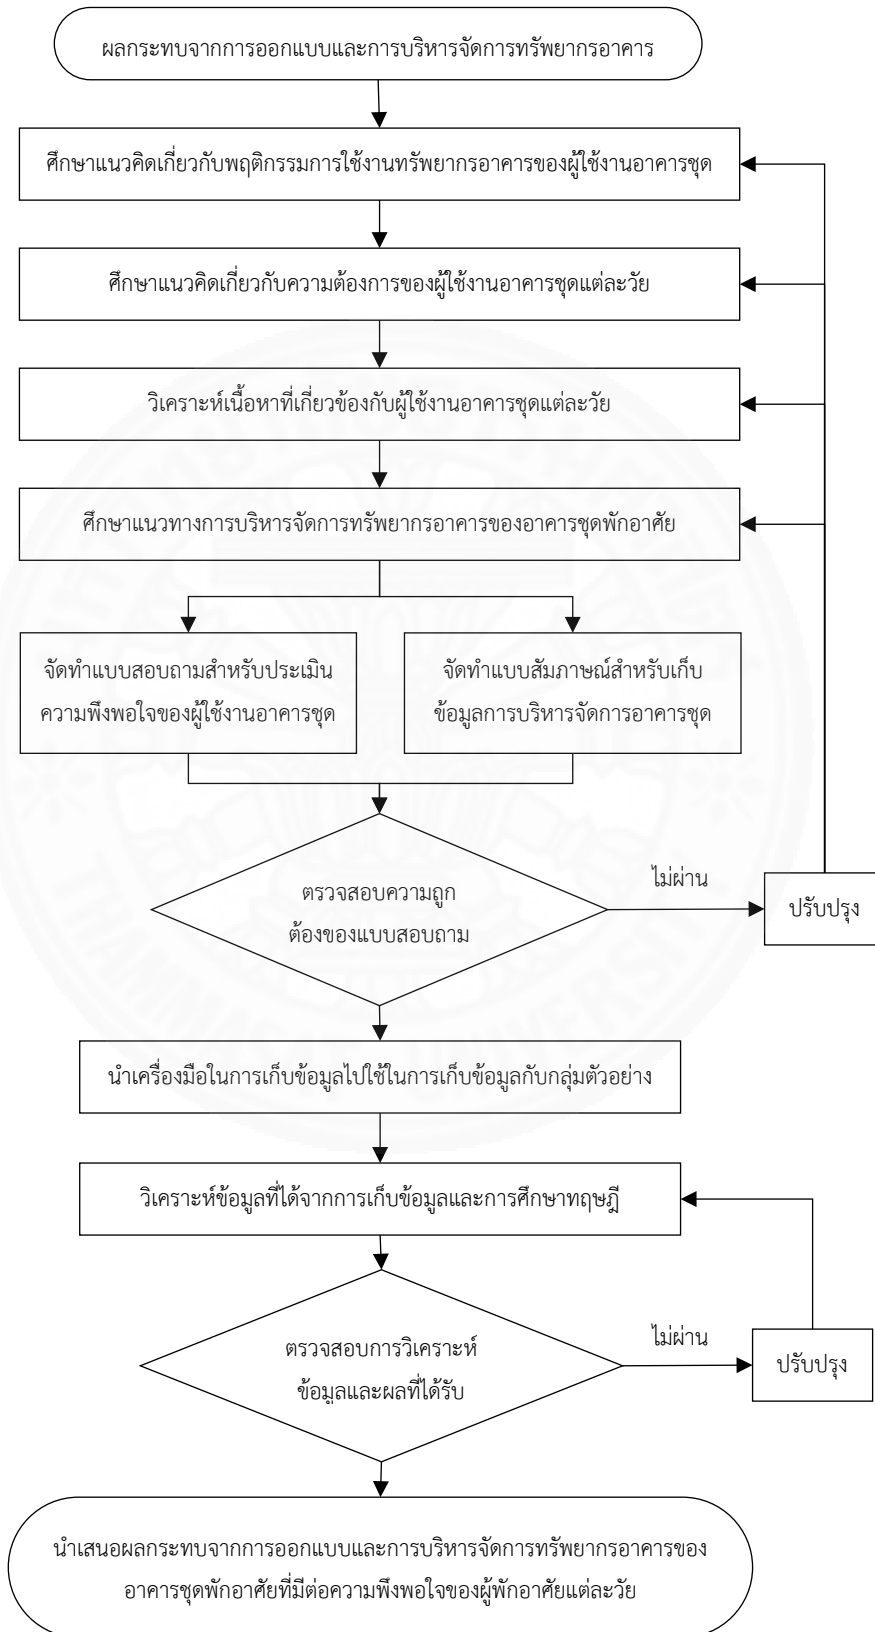 ผลกระทบจากการออกแบบและการบริหารจัดการทรัพยากรอาคาร
ศึกษาแนวคิดเกี่ยวกับพฤติกรรมการใช้งานทรัพยากรอาคารของผู้ใช้งานอาคารชุด
ศึกษาแนวคิดเกี่ยวกับความต้องการของผู้ใช้งานอาคารชุดแต่ละวัย
วิเคราะห์เนื้อหาที่เกี่ยวข้องกับผู้ใช้งานอาคารชุดแต่ละวัย
ศึกษาแนวทางการบริหารจัดการทรัพยากรอาคารของอาคารชุดพักอาศัย
จัดทำแบบสอบถามสำหรับประเมิน
ความพึงพอใจของผู้ใช้งานอาคารชุด
จัดทำแบบสัมภาษณ์สำหรับเก็บ
ข้อมูลการบริหารจัดการอาคารชุด
ตรวจสอบความถูก
ต้องของแบบสอบถาม
ไม่ผ่าน
ปรับปรุง
นำเครื่องมือในการเก็บข้อมูลไปใช้ในการเก็บข้อมูลกับกลุ่มตัวอย่าง
วิเคราะห์ข้อมูลที่ได้จากการเก็บข้อมูลและการศึกษาทฤษฎี
ตรวจสอบการวิเคราะห์
ข้อมูลและผลที่ได้รับ
ไม่ผ่าน
ปรับปรุง
นำเสนอผลกระทบจากการออกแบบและการบริหารจัดการทรัพยากรอาคารของ
อาคารชุดพักอาศัยที่มีต่อความพึงพอใจของผู้พักอาศัยแต่ละวัย